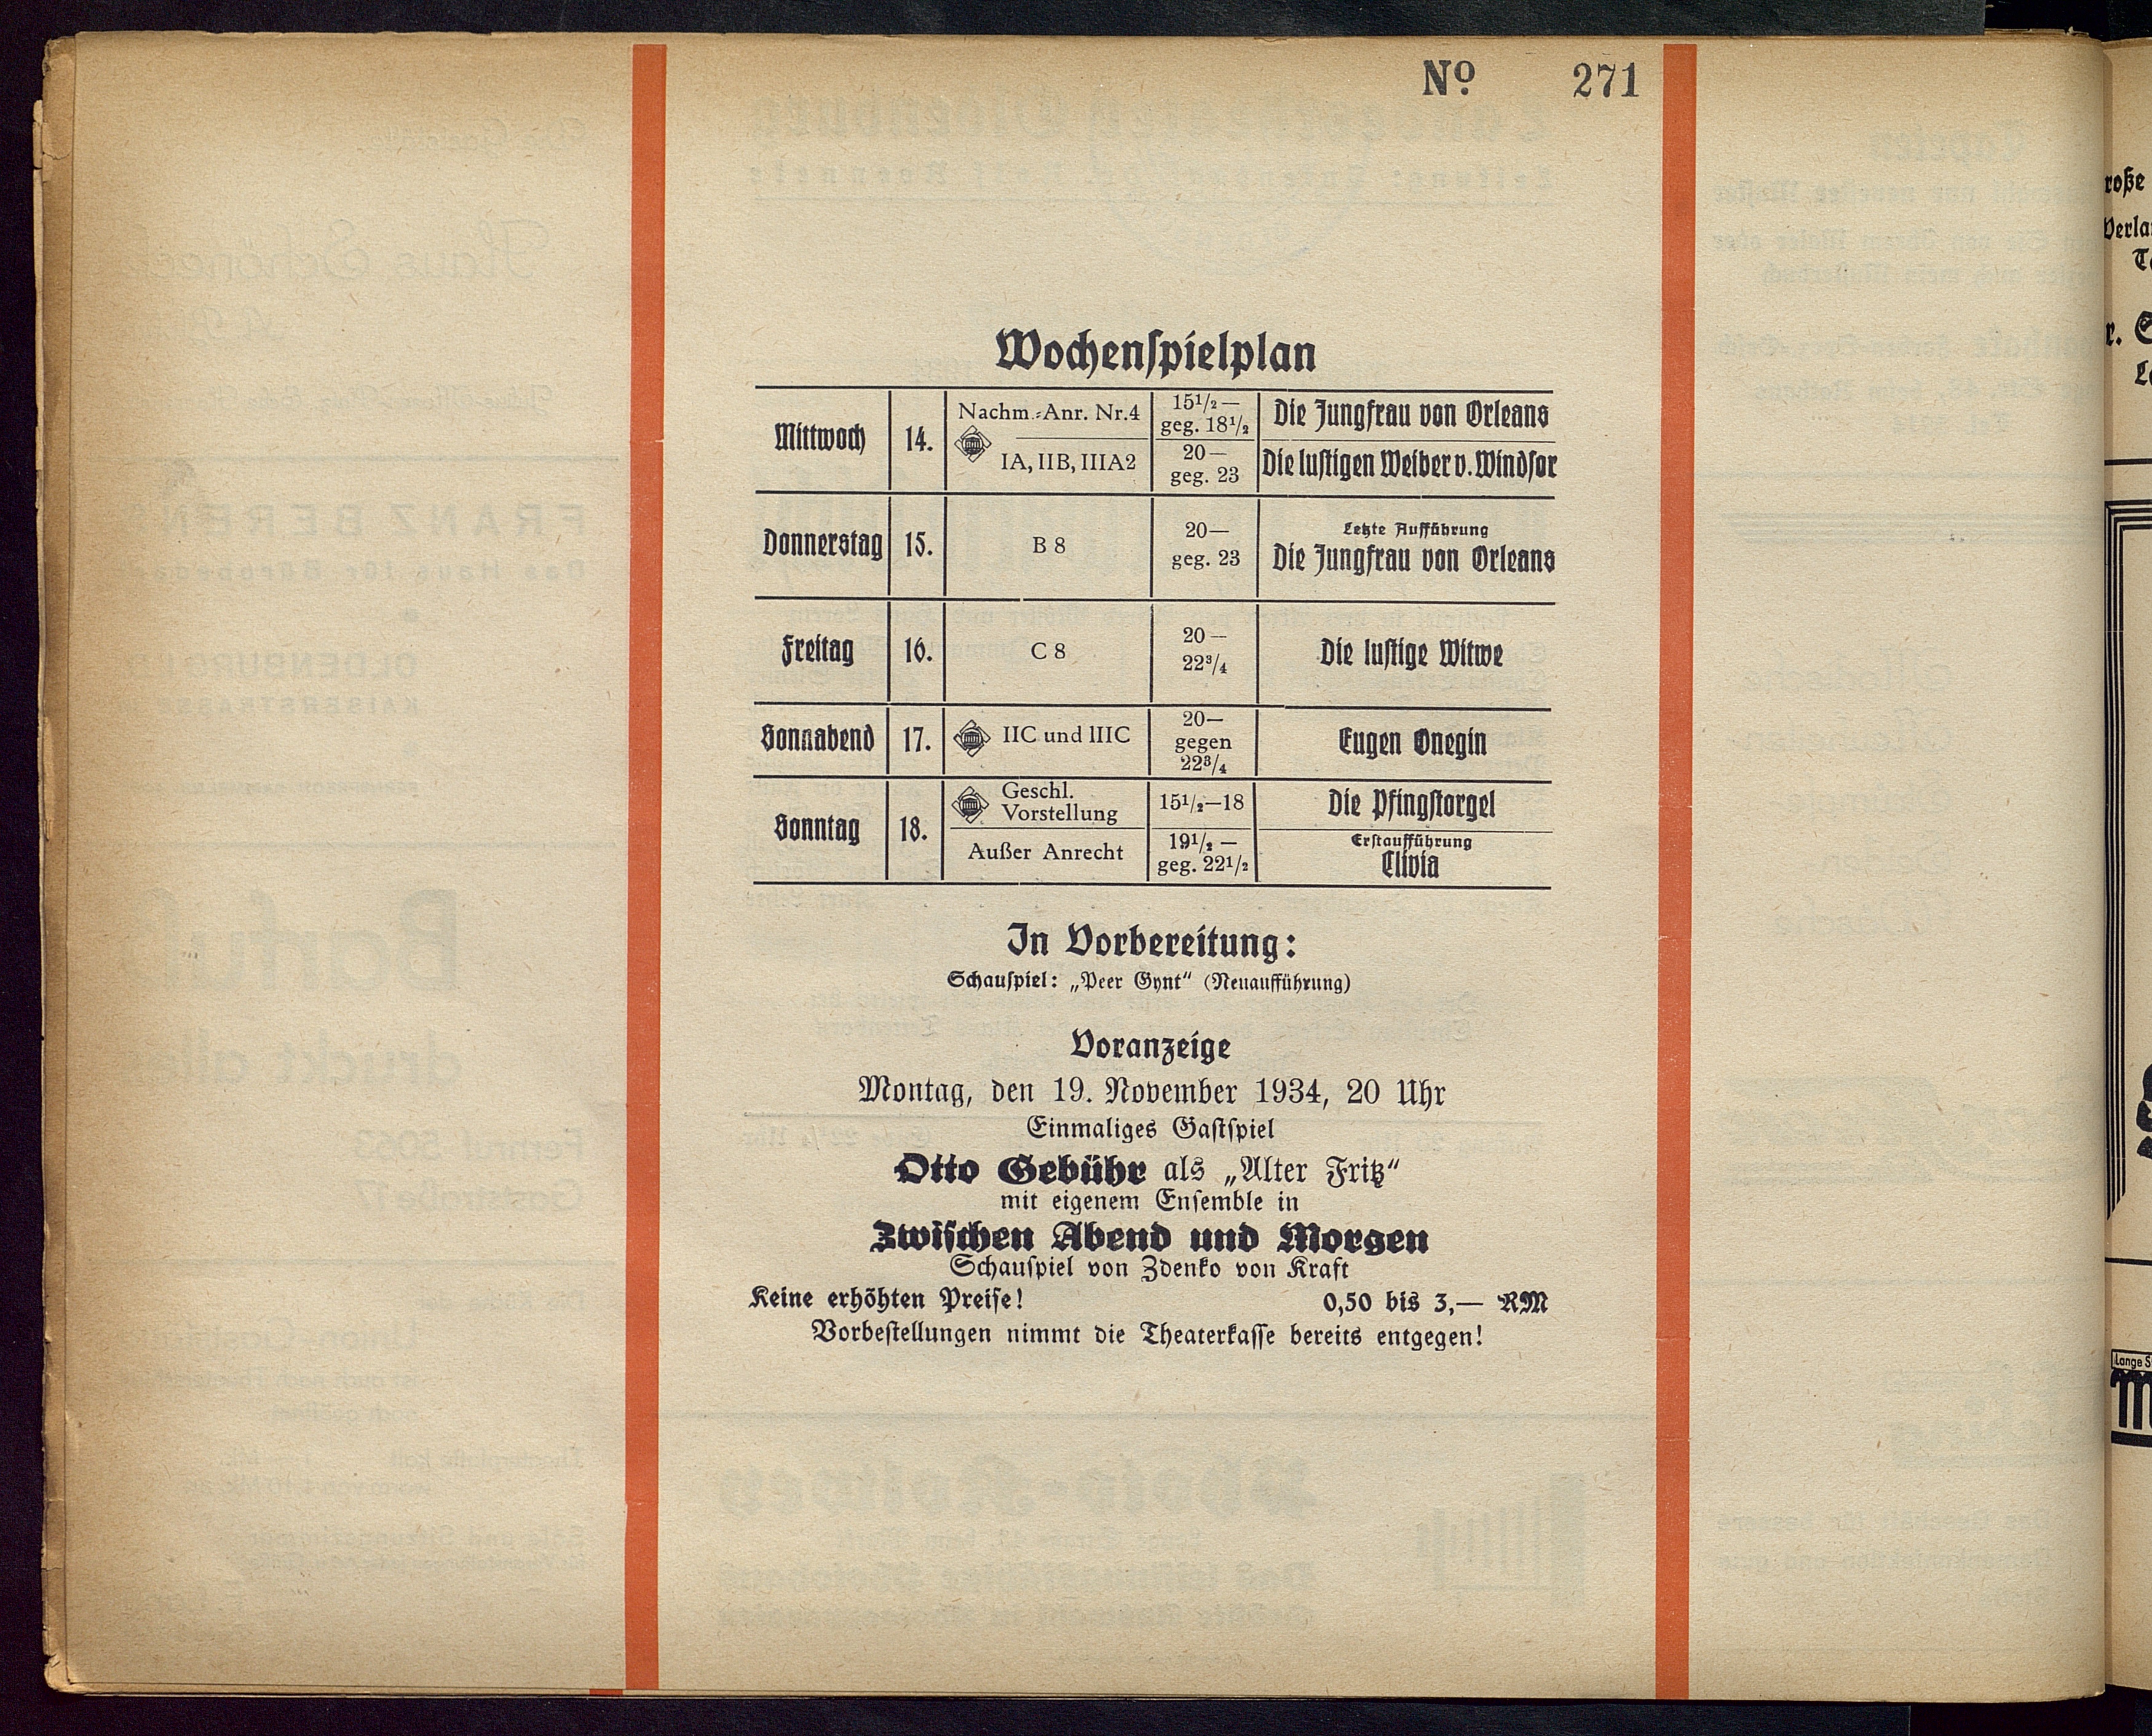 Nº 271
Wochenspielplan
Mittwoch 14. Nachm.-Anr. Nr. 4 15½— geg. 18½ Die Jungfrau von Orleans
IA, IIB, IIIA2 20— geg. 23 Die lustigen Weiber v. Windsor
Donnerstag 15. B 8 20— geg. 23 Letzte Aufführung Die Jungfrau von Orleans
Freitag 16. C 8 20— 22¾ Die lustige Witwe
Sonnabend 17. IIC und IIIC 20— gegen 22¾ Eugen Onegin
Sonntag 18. Geschl. Vorstellung 15½—18 Die Pfingstorgel
Außer Anrecht 19½— geg. 22½ Erstaufführung Clivia
In Vorbereitung:
Schauspiel: „Peer Gynt“ (Neuaufführung)
Voranzeige
Montag, den 19. November 1934, 20 Uhr
Einmaliges Gastspiel
Otto Gebühr als „Alter Fritz“
mit eigenem Ensemble in
Zwischen Abend und Morgen
Schauspiel von Zdenko von Kraft
Keine erhöhten Preise! 0,50 bis 3,— RM
Vorbestellungen nimmt die Theaterkasse bereits entgegen!
roße
Verla
Lange S